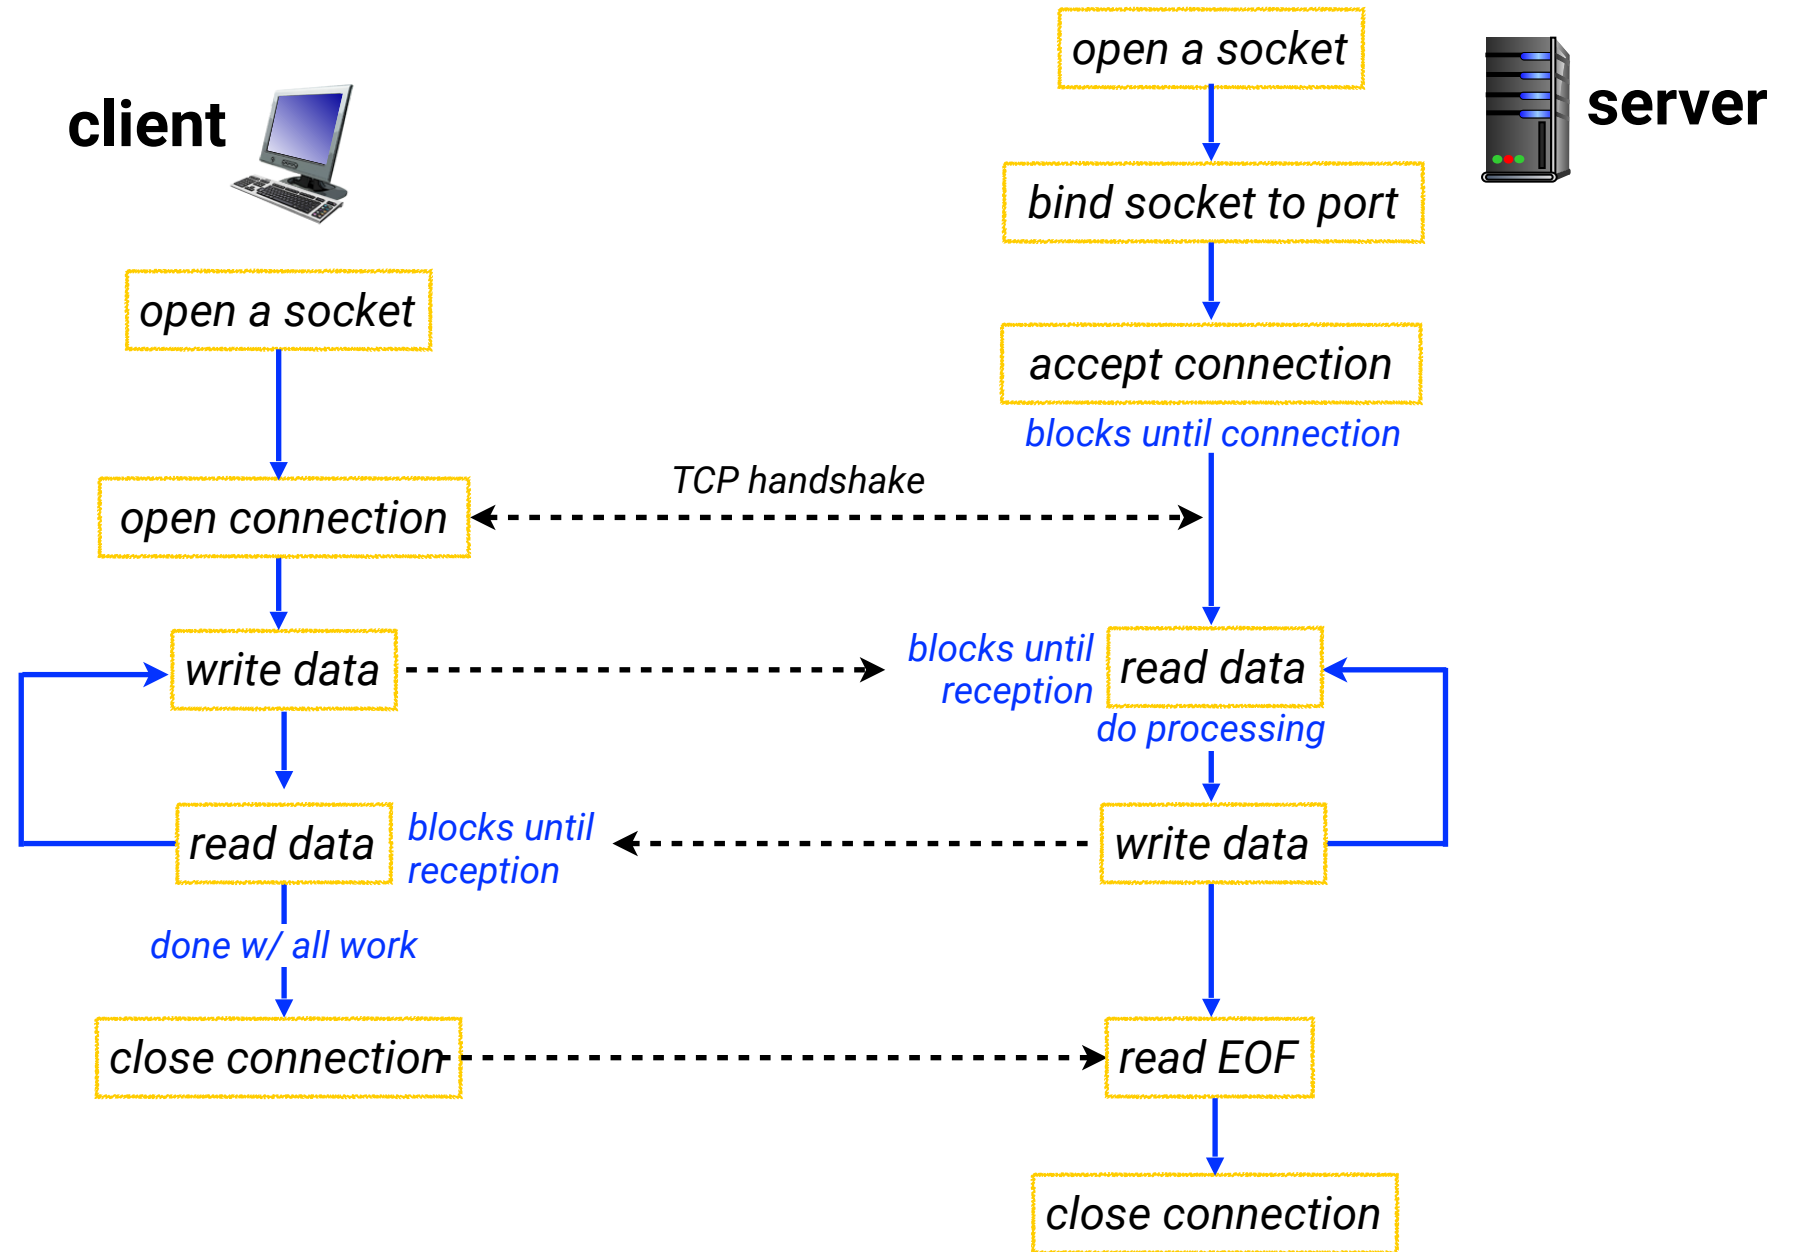 client
server
open a socket
bind socket to port
open a socket
accept connection
blocks until connection
TCP handshake
open connection
write data
blocks until
reception
read data
do processing
read data
blocks until
reception
write data
done w/ all work
close connection
read EOF
close connection